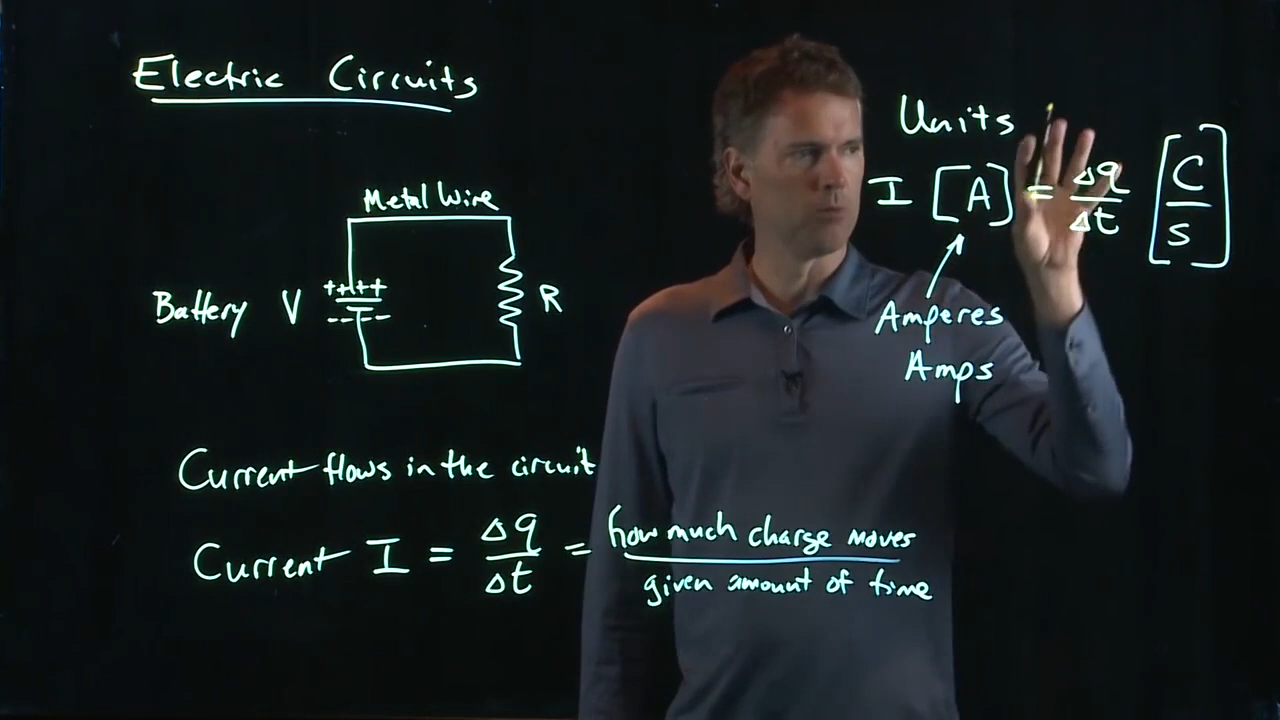 Electric Circuits
Metal Wire
Battery V
++++
----
R
Current flows in the circuit
Current I = Δq/Δt = how much charge moves / given amount of time
Units
I [A] = Δq/Δt [C/s]
Amperes
Amps